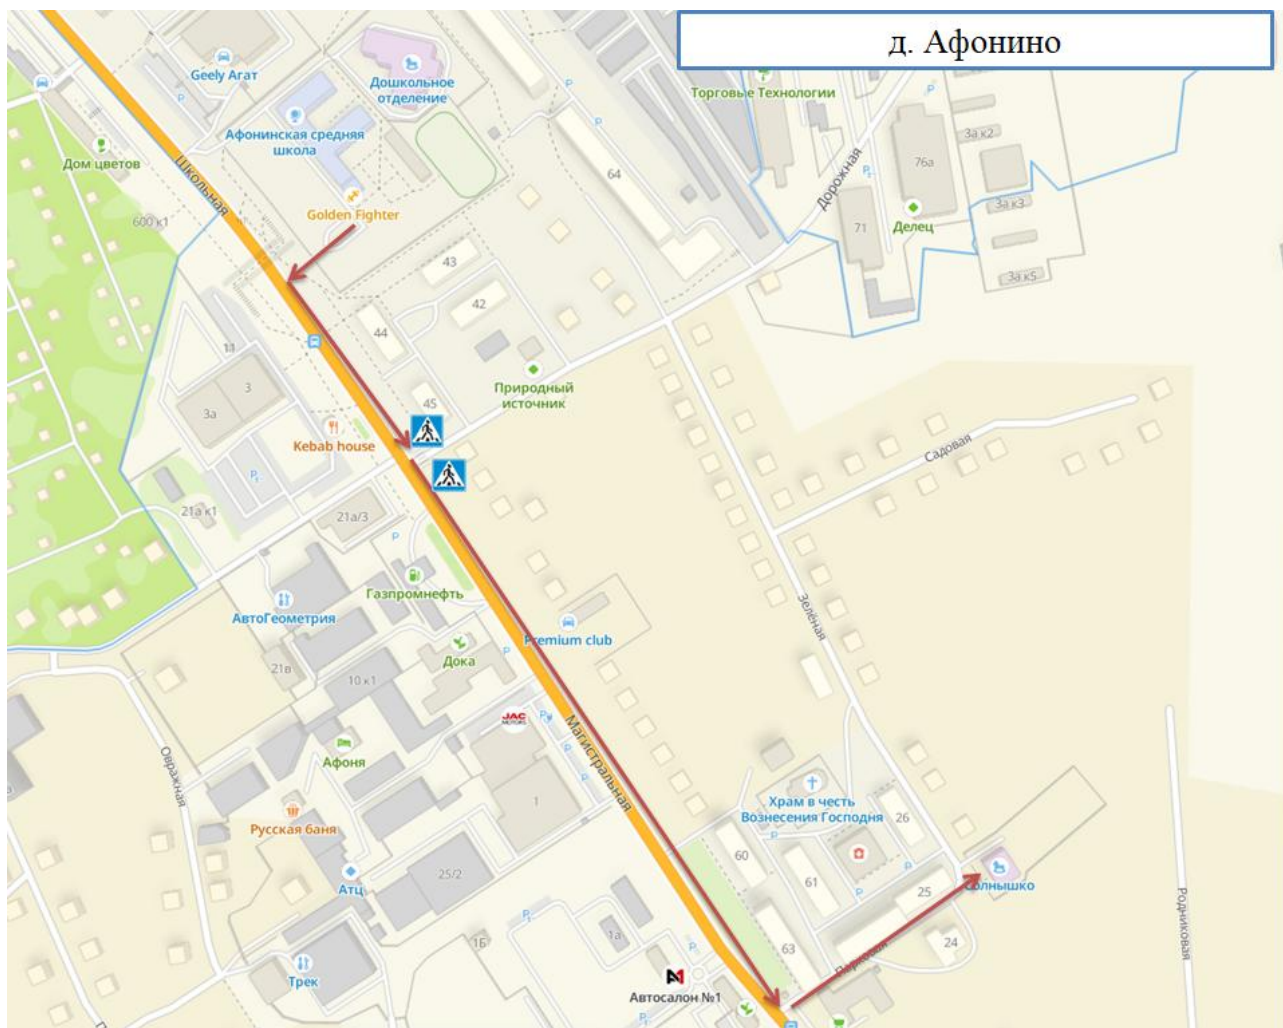 д. Афонино
Geely Агат
Дошкольное
отделение
Торговые Технологии
P
P
P
Афонинская средняя
школа
Дом цветов
Школьная
64
76а
3а к2
Дорожная
Golden Fighter
600 к1
71
Делец
3а к3
43
3а к5
42
44
11
3
Природный
источник
45
3а
Kebab house
Садовая
21а к1
21а/3
P
Газпромнефть
АвтоГеометрия
Зелёная
Premium club
Дока
P
21в
10 к1
JAC
MOTORS
Магистральная
Афоня
Овражная
Храм в честь
Вознесения Господня
26
1
Русская баня
60
25/2
61
25
Солнышко
Атц
Родниковая
1Б
1а
63
24
Парковая
Трек
Автосалон №1